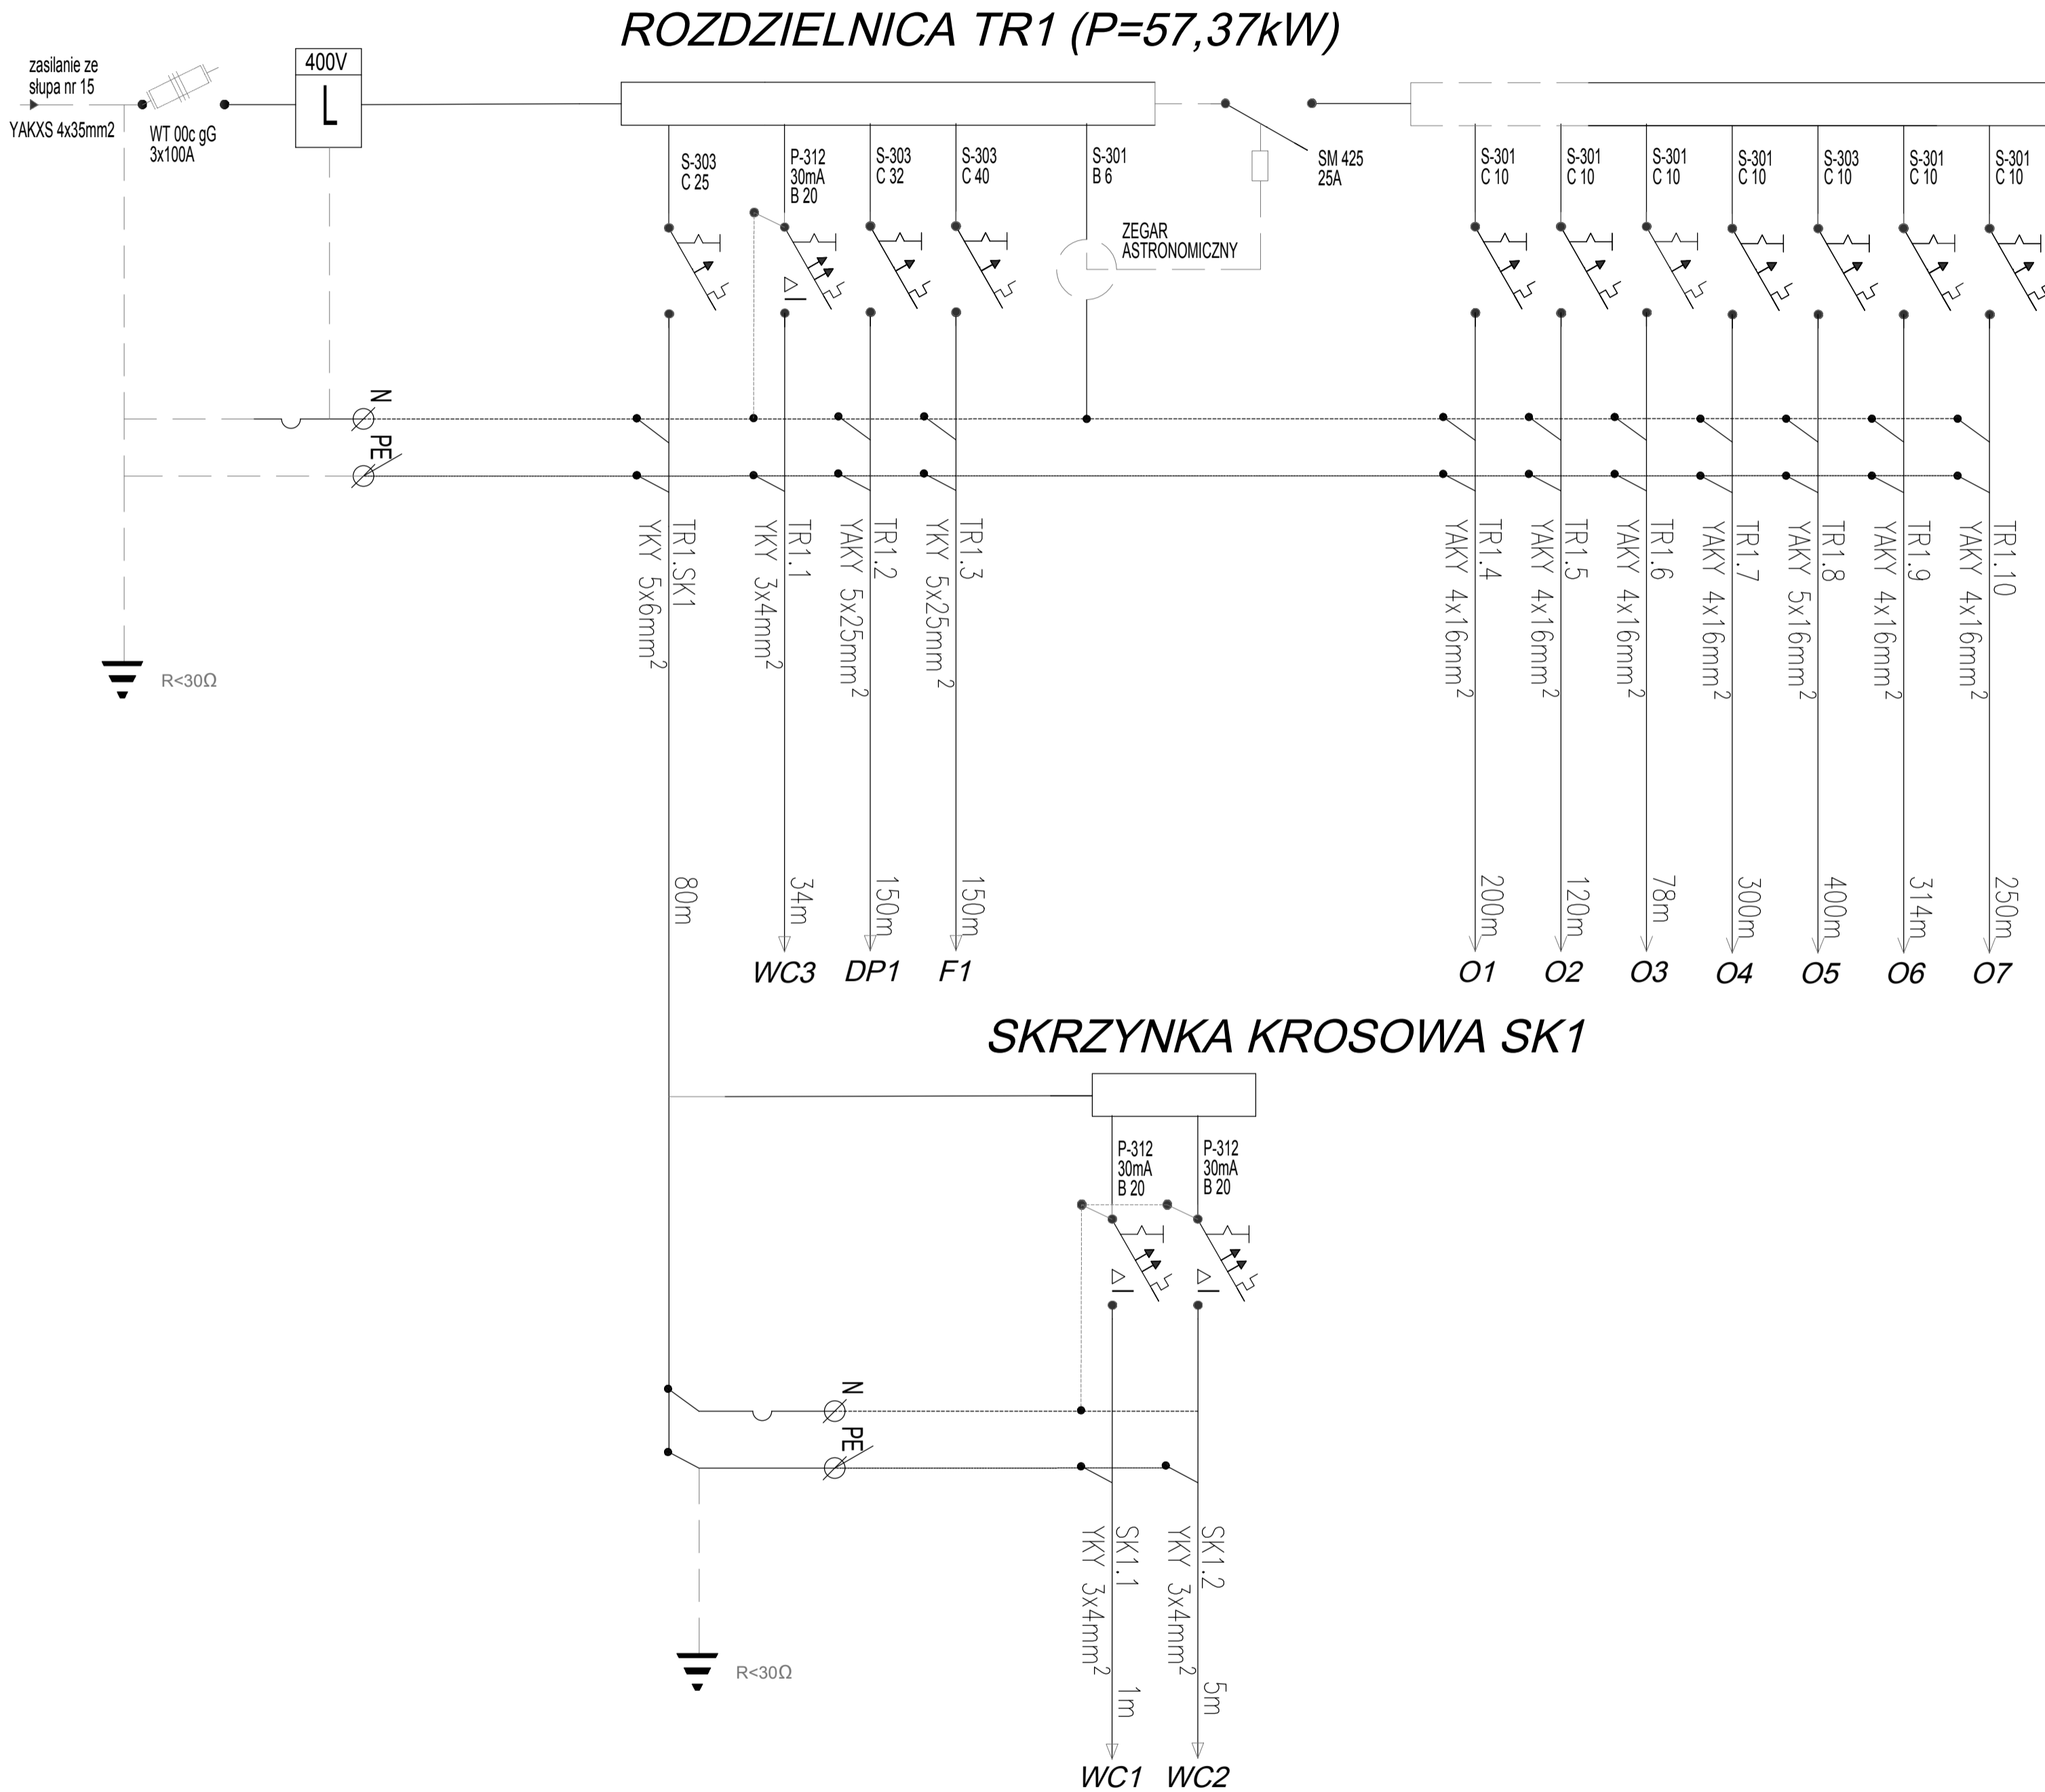 ROZDZIELNICA TR1 (P=57,37kW)
zasilanie ze
słupa nr 15
YAKXS 4x35mm2
WT 00c gG
3x100A
400V
L
S-303
C 25
P-312
30mA
B 20
S-303
C 32
S-303
C 40
S-301
B 6
ZEGAR
ASTRONOMICZNY
SM 425
25A
S-301
C 10
S-301
C 10
S-301
C 10
S-301
C 10
S-303
C 10
S-301
C 10
S-301
C 10
△I
N
PE
TR1.SK1
YKY 5x6mm²
TR1.1
YKY 3x4mm²
TR1.2
YAKY 5x25mm²
TR1.3
YKY 5x25mm²
TR1.4
YAKY 4x16mm²
TR1.5
YAKY 4x16mm²
TR1.6
YAKY 4x16mm²
TR1.7
YAKY 4x16mm²
TR1.8
YAKY 5x16mm²
TR1.9
YAKY 4x16mm²
TR1.10
YAKY 4x16mm²
R<30Ω
80m
34m
150m
150m
200m
120m
78m
300m
400m
314m
250m
WC3
DP1
F1
O1
O2
O3
O4
O5
O6
O7
SKRZYNKA KROSOWA SK1
P-312
30mA
B 20
P-312
30mA
B 20
△I
△I
N
PE
SK1.1
YKY 3x4mm²
SK1.2
YKY 3x4mm²
R<30Ω
1m
5m
WC1
WC2